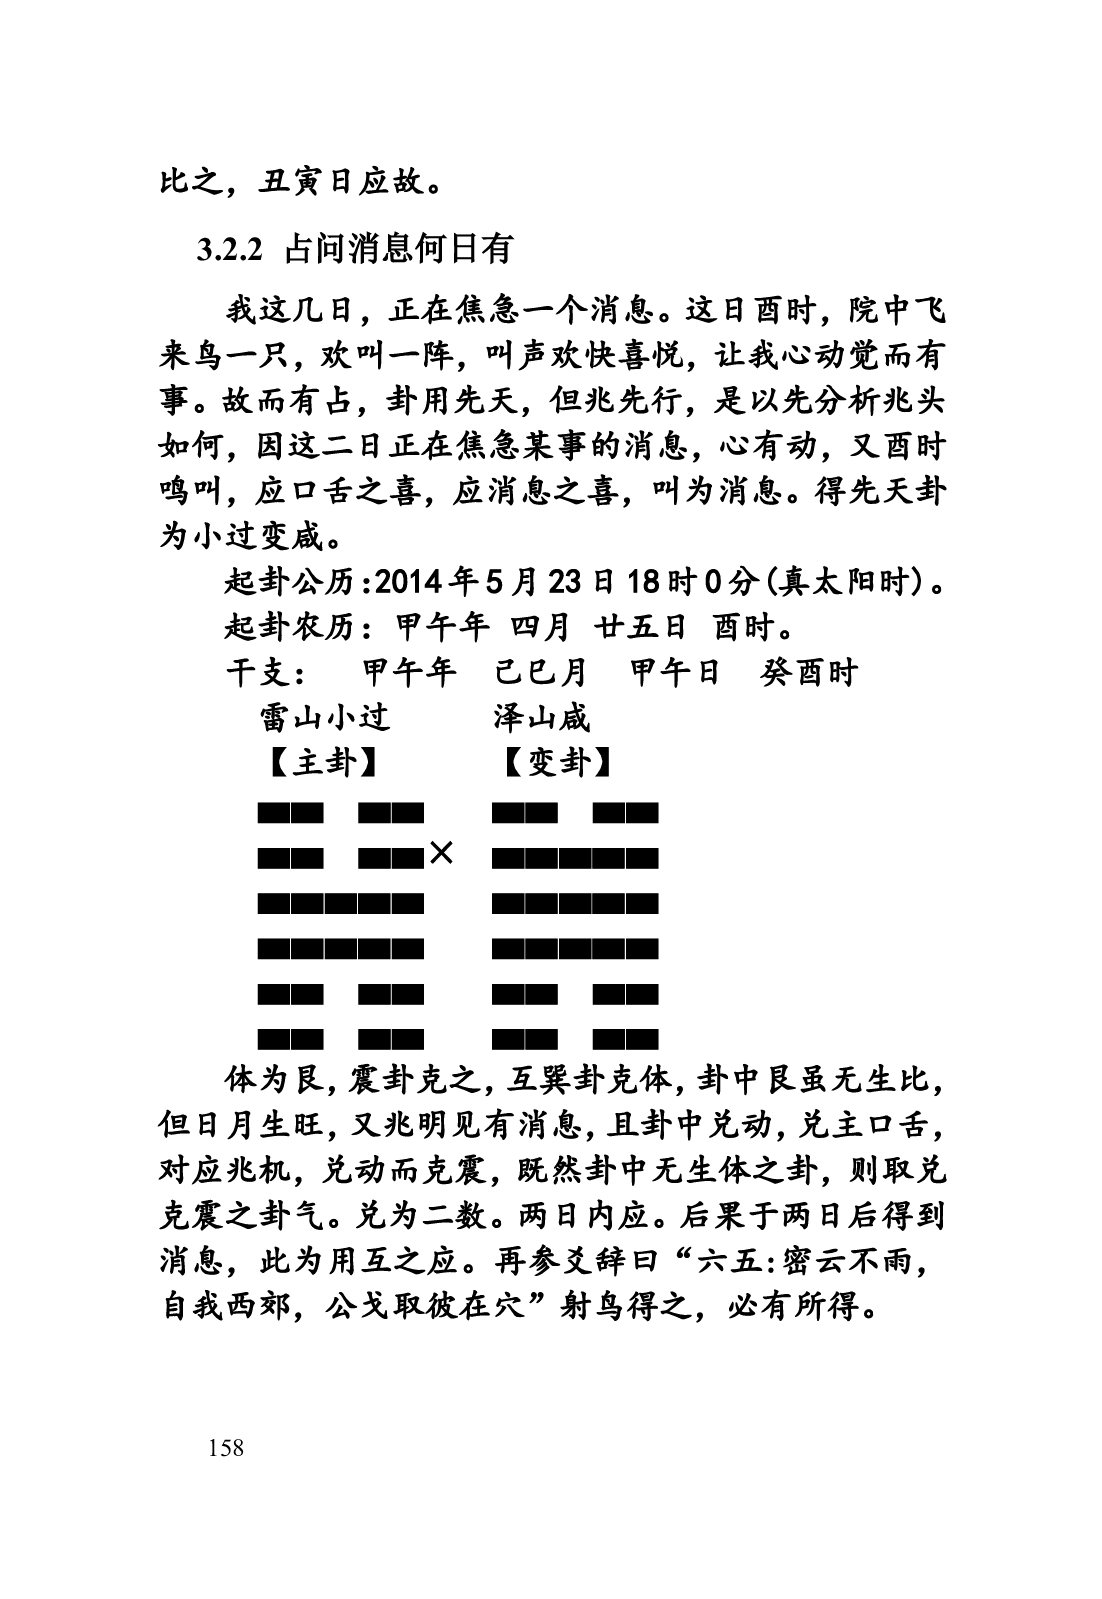 比之，丑寅日应故。
3.2.2 占问消息何日有
我这几日，正在焦急一个消息。这日酉时，院中飞
来鸟一只，欢叫一阵，叫声欢快喜悦，让我心动觉而有
事。故而有占，卦用先天，但兆先行，是以先分析兆头
如何，因这二日正在焦急某事的消息，心有动，又酉时
鸣叫，应口舌之喜，应消息之喜，叫为消息。得先天卦
为小过变咸。
起卦公历：2014年5月23日18时0分（真太阳时）。
起卦农历：甲午年 四月 廿五日 酉时。
干支： 甲午年 己巳月 甲午日 癸酉时
雷山小过 泽山咸
【主卦】 【变卦】
×
体为艮，震卦克之，互巽卦克体，卦中艮虽无生比，
但日月生旺，又兆明见有消息，且卦中兑动，兑主口舌，
对应兆机，兑动而克震，既然卦中无生体之卦，则取兑
克震之卦气。兑为二数。两日内应。后果于两日后得到
消息，此为用互之应。再参爻辞曰“六五：密云不雨，
自我西郊，公弋取彼在穴”射鸟得之，必有所得。
158